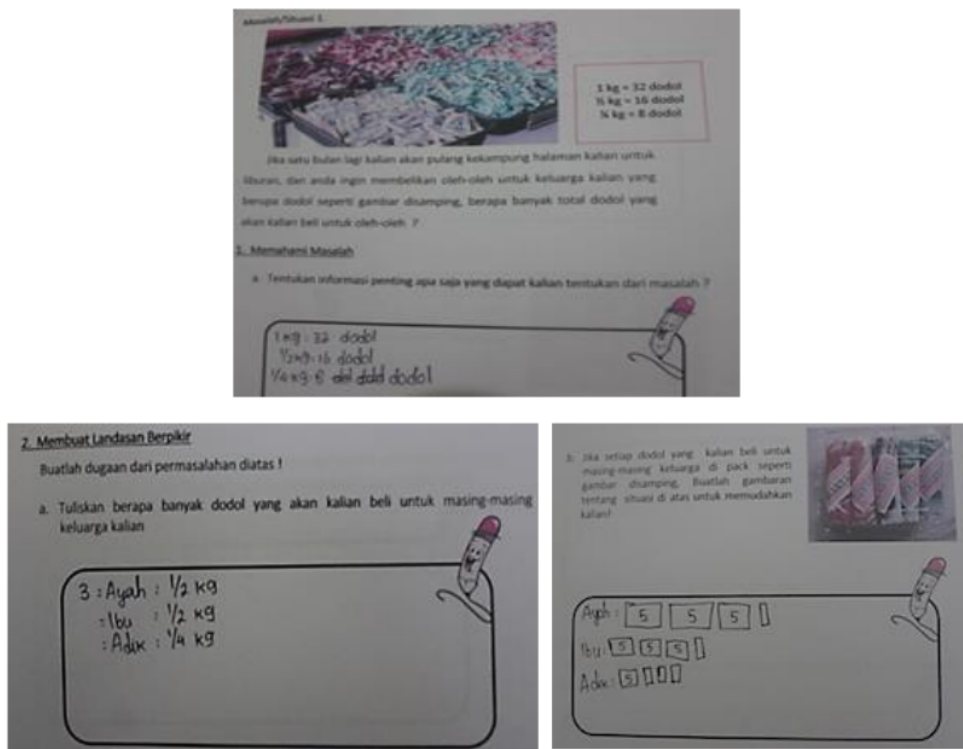 Masalah/Situasi 1.
1 kg = 32 dodol
½ kg = 16 dodol
¼ kg = 8 dodol
Jika satu bulan lagi kalian akan pulang kekampung halaman kalian untuk
liburan, dan anda ingin membelikan oleh-oleh untuk keluarga kalian yang
berupa dodol seperti gambar disamping, berapa banyak total dodol yang
akan kalian beli untuk oleh-oleh ?
1. Memahami Masalah
a. Tentukan informasi penting apa saja yang dapat kalian tentukan dari masalah ?
1 kg : 32 dodol
1/2 kg : 16 dodol
1/4 kg : 8 dodol
2. Membuat Landasan Berpikir
Buatlah dugaan dari permasalahan diatas !
a. Tuliskan berapa banyak dodol yang akan kalian beli untuk masing-masing
keluarga kalian
3 : Ayah : 1/2 kg
: Ibu : 1/2 kg
: Adik : 1/4 kg
b. Jika setiap dodol yang kalian beli untuk
masing-masing keluarga di pack seperti
gambar disamping, Buatlah gambaran
tentang situasi di atas untuk memudahkan
kalian!
Ayah : 5 5 5
Ibu : 5 5 5
Adik : 5